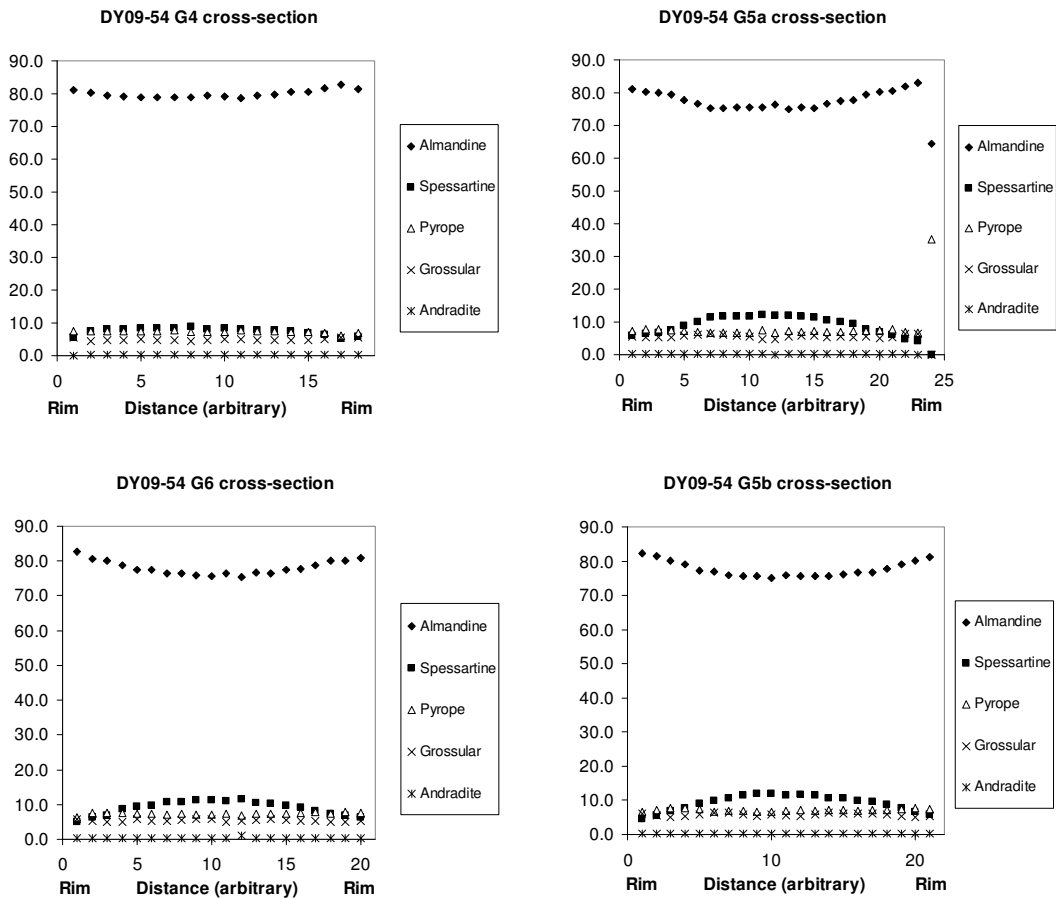 DY09-54 G4 cross-section
90.0
80.0
70.0
60.0
50.0
40.0
30.0
20.0
10.0
0.0
0 5 10 15
Rim Distance (arbitrary) Rim
Almandine
Spessartine
Pyrope
Grossular
Andradite
DY09-54 G5a cross-section
90.0
80.0
70.0
60.0
50.0
40.0
30.0
20.0
10.0
0.0
0 5 10 15 20 25
Rim Distance (arbitrary) Rim
Almandine
Spessartine
Pyrope
Grossular
Andradite
DY09-54 G6 cross-section
90.0
80.0
70.0
60.0
50.0
40.0
30.0
20.0
10.0
0.0
0 5 10 15 20
Rim Distance (arbitrary) Rim
Almandine
Spessartine
Pyrope
Grossular
Andradite
DY09-54 G5b cross-section
90.0
80.0
70.0
60.0
50.0
40.0
30.0
20.0
10.0
0.0
0 10 20
Rim Distance (arbitrary) Rim
Almandine
Spessartine
Pyrope
Grossular
Andradite